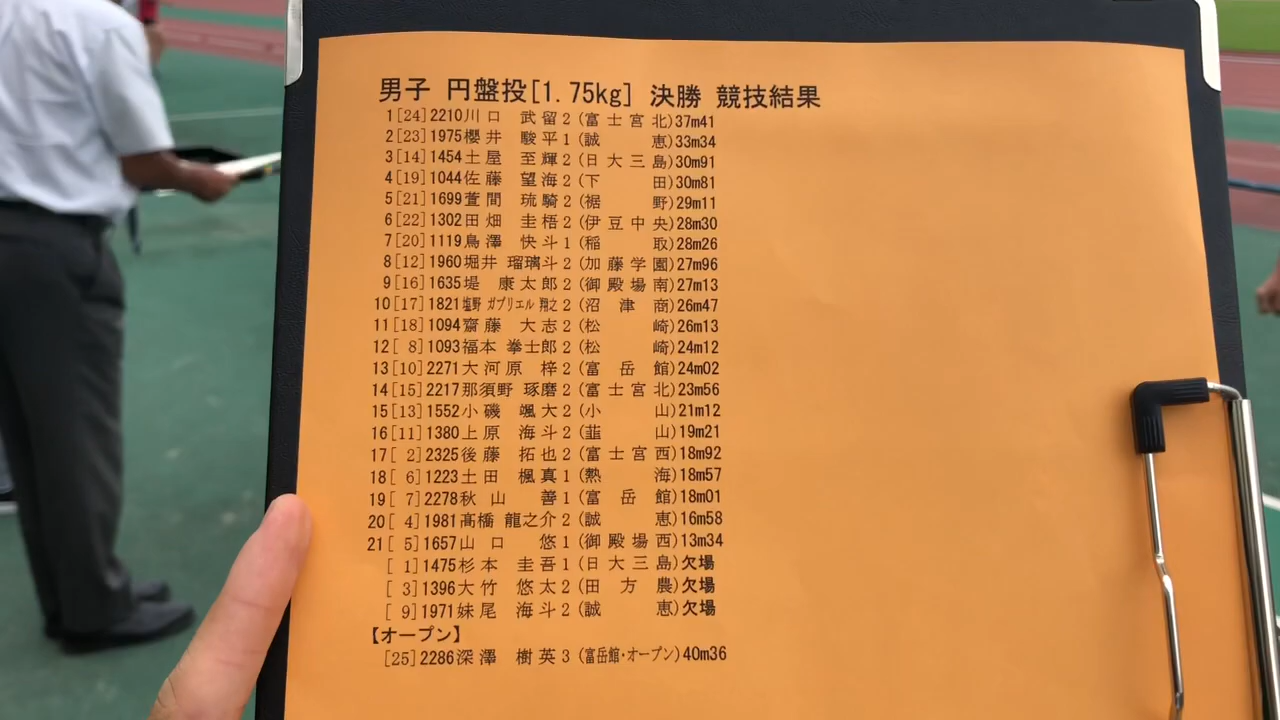 男子 円盤投[1.75kg] 決勝 競技結果
1[24]2210川口 武留2(富士宮北)37m41
2[23]1975櫻井 駿平1(誠恵)33m34
3[14]1454土屋 至輝2(日大三島)30m91
4[19]1044佐藤 望海2(下田)30m81
5[21]1699萱間 琉騎2(裾野)29m11
6[22]1302田畑 圭梧2(伊豆中央)28m30
7[20]1119鳥澤 快斗1(稲取)28m26
8[12]1960堀井 瑠璃斗2(加藤学園)27m96
9[16]1635堤 康太郎2(御殿場南)27m13
10[17]1821塩野 ガブリエル 翔之2(沼津商)26m47
11[18]1094齋藤 大志2(松崎)26m13
12[ 8]1093福本 拳士郎2(松崎)24m12
13[10]2271大河原 梓2(富岳館)24m02
14[15]2217那須野 琢磨2(富士宮北)23m56
15[13]1552小磯 颯大2(小山)21m12
16[11]1380上原 海斗2(韮山)19m21
17[ 2]2325後藤 拓也2(富士宮西)18m92
18[ 6]1223土田 楓真1(熱海)18m57
19[ 7]2278秋山 善1(富岳館)18m01
20[ 4]1981髙橋 龍之介2(誠恵)16m58
21[ 5]1657山口 悠1(御殿場西)13m34
[ 1]1475杉本 圭吾1(日大三島)欠場
[ 3]1396大竹 悠太2(田方農)欠場
[ 9]1971妹尾 海斗2(誠恵)欠場
【オープン】
[25]2286深澤 樹英3(富岳館・オープン)40m36